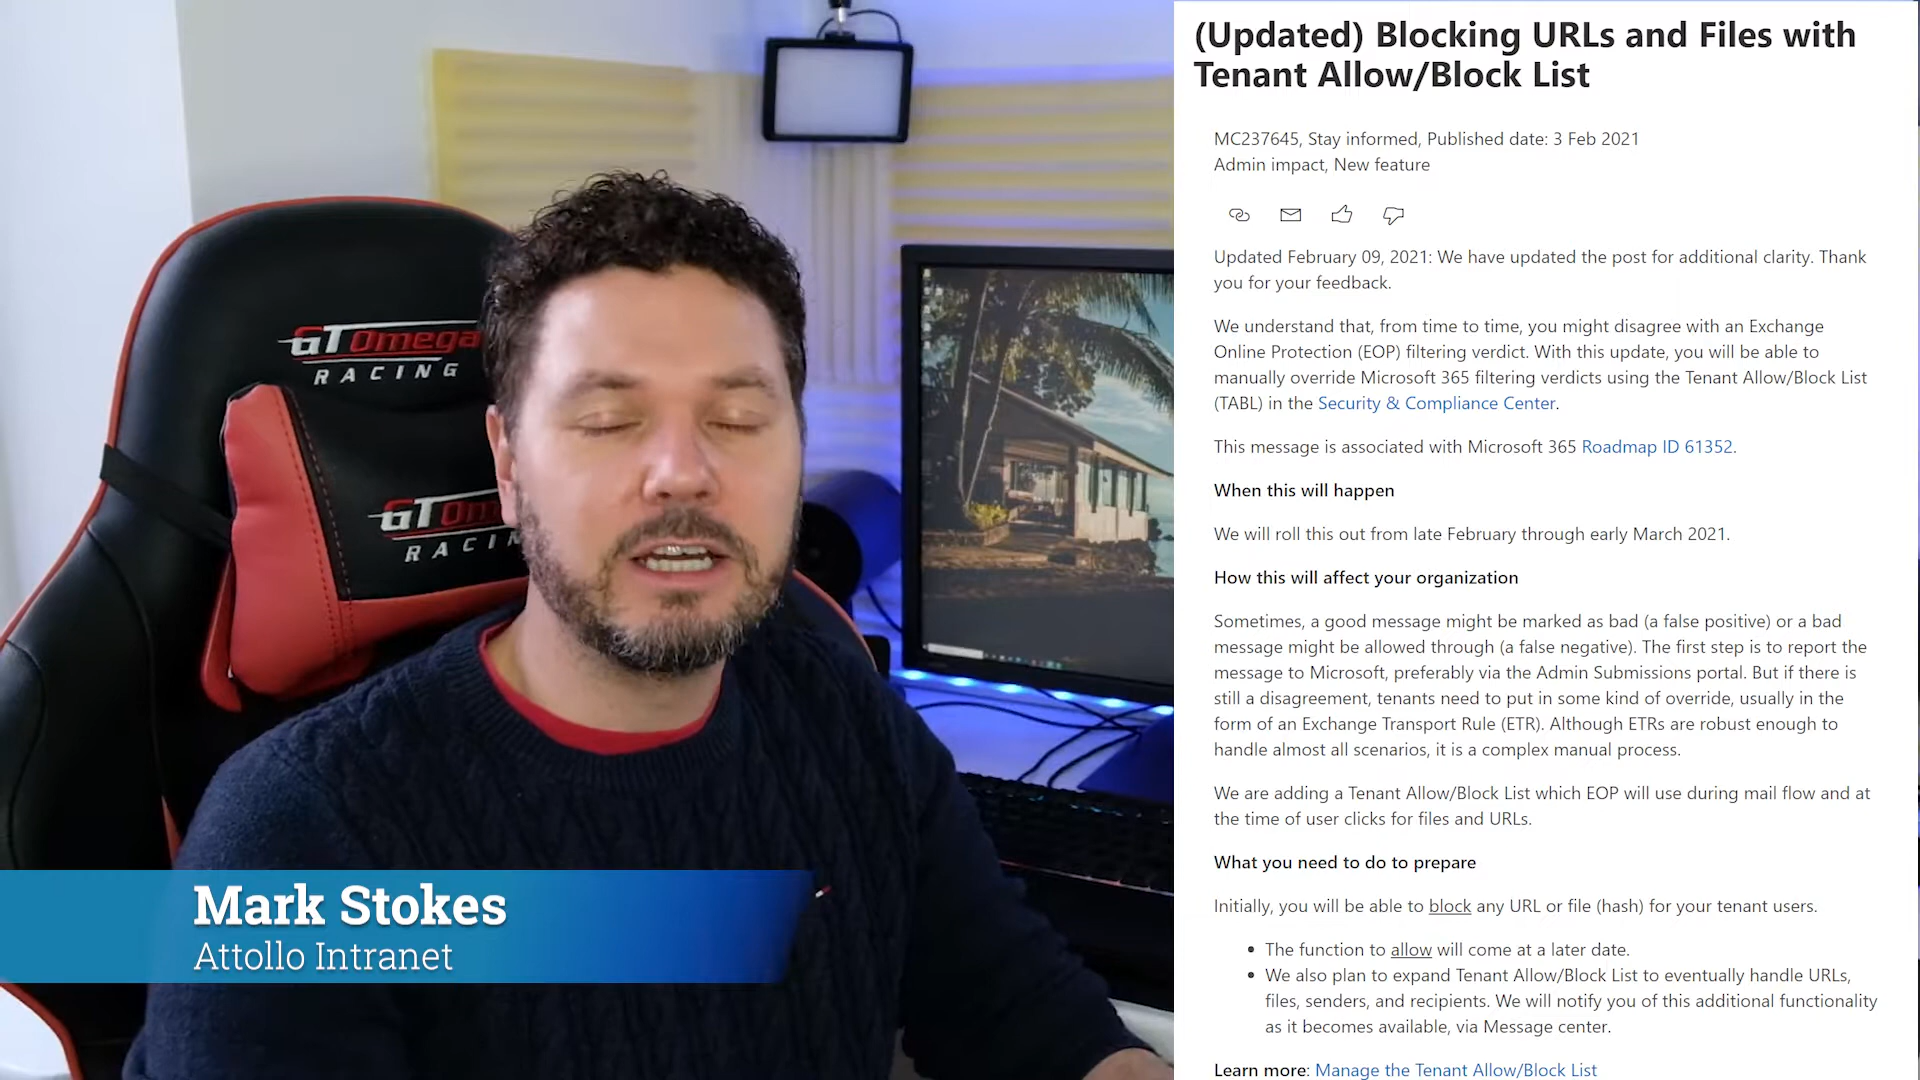 (Updated) Blocking URLs and Files with
Tenant Allow/Block List
MC237645, Stay informed, Published date: 3 Feb 2021
Admin impact, New feature
Updated February 09, 2021: We have updated the post for additional clarity. Thank
you for your feedback.
We understand that, from time to time, you might disagree with an Exchange
Online Protection (EOP) filtering verdict. With this update, you will be able to
manually override Microsoft 365 filtering verdicts using the Tenant Allow/Block List
(TABL) in the Security & Compliance Center.
This message is associated with Microsoft 365 Roadmap ID 61352.
When this will happen
We will roll this out from late February through early March 2021.
How this will affect your organization
Sometimes, a good message might be marked as bad (a false positive) or a bad
message might be allowed through (a false negative). The first step is to report the
message to Microsoft, preferably via the Admin Submissions portal. But if there is
still a disagreement, tenants need to put in some kind of override, usually in the
form of an Exchange Transport Rule (ETR). Although ETRs are robust enough to
handle almost all scenarios, it is a complex manual process.
We are adding a Tenant Allow/Block List which EOP will use during mail flow and at
the time of user clicks for files and URLs.
What you need to do to prepare
Initially, you will be able to block any URL or file (hash) for your tenant users.
• The function to allow will come at a later date.
• We also plan to expand Tenant Allow/Block List to eventually handle URLs,
files, senders, and recipients. We will notify you of this additional functionality
as it becomes available, via Message center.
Learn more: Manage the Tenant Allow/Block List
GT Omega
RACING
GT Om
RACIN
Mark Stokes
Attollo Intranet